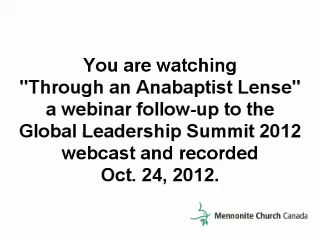 You are watching
"Through an Anabaptist Lense"
a webinar follow-up to the
Global Leadership Summit 2012
webcast and recorded
Oct. 24, 2012.
Mennonite Church Canada